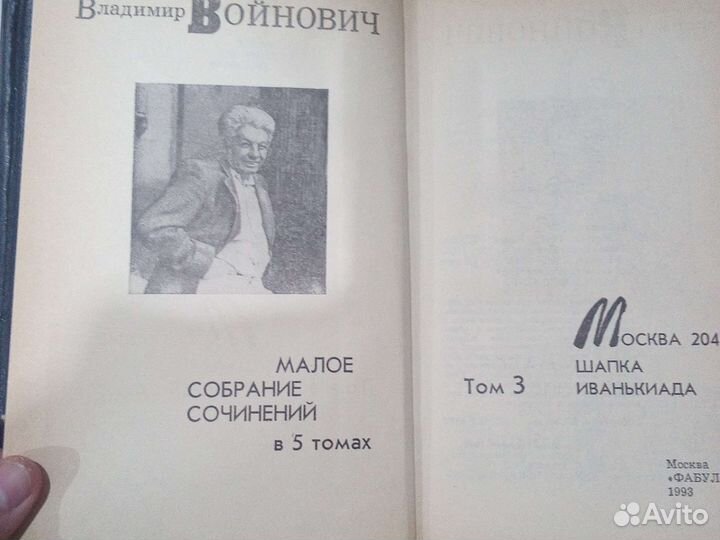 Владимир Войнович
МАЛОЕ
СОБРАНИЕ
СОЧИНЕНИЙ
в 5 томах
Москва 204
ШАПКА
Том 3 ИВАНЬКИАДА
Москва
«ФАБУЛ
1993
Avito